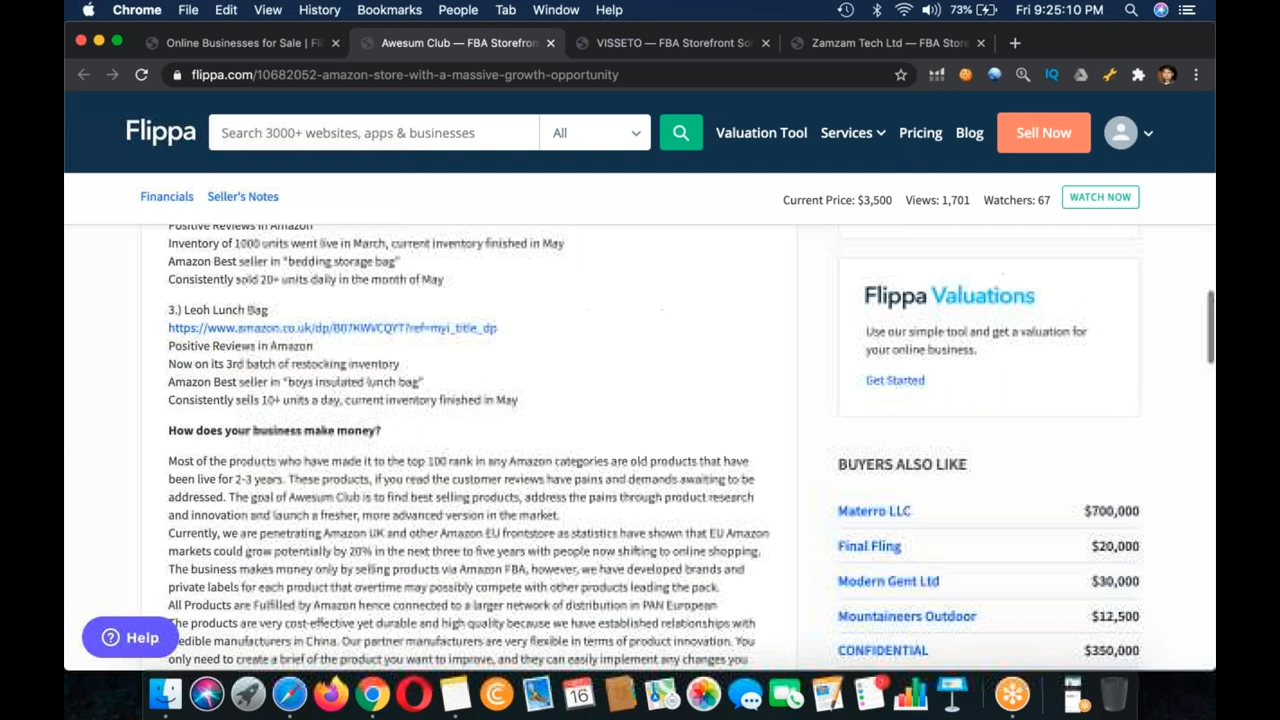 Chrome File Edit View History Bookmarks People Tab Window Help 73% Fri 9:25:10 PM
Online Businesses for Sale | Fli Awesum Club — FBA Storefron VISSETO — FBA Storefront So Zamzam Tech Ltd — FBA Store
flippa.com/10682052-amazon-store-with-a-massive-growth-opportunity
Flippa Search 3000+ websites, apps & businesses All Valuation Tool Services Pricing Blog Sell Now
Financials Seller's Notes Current Price: $3,500 Views: 1,701 Watchers: 67 WATCH NOW
Positive Reviews in Amazon
Inventory of 1000 units went live in March, current inventory finished in May
Amazon Best seller in "bedding storage bag"
Consistently sold 20+ units daily in the month of May
3.) Leoh Lunch Bag
Positive Reviews in Amazon
Now on its 3rd batch of restocking inventory
Amazon Best seller in "boys insulated lunch bag"
Consistently sells 10+ units a day, current inventory finished in May
How does your business make money?
Most of the products who have made it to the top 100 rank in any Amazon categories are old products that have
been live for 2-3 years. These products, if you read the customer reviews have pains and demands awaiting to be
addressed. The goal of Awesum Club is to find best selling products, address the pains through product research
and innovation and launch a fresher, more advanced version in the market.
Currently, we are penetrating Amazon UK and other Amazon EU frontstore as statistics have shown that EU Amazon
markets could grow potentially by 20% in the next three to five years with people now shifting to online shopping.
The business makes money only by selling products via Amazon FBA, however, we have developed brands and
private labels for each product that overtime may possibly compete with other products leading the pack.
All Products are Fulfilled by Amazon hence connected to a larger network of distribution in PAN European
The products are very cost-effective yet durable and high quality because we have established relationships with
credible manufacturers in China. Our partner manufacturers are very flexible in terms of product innovation. You
only need to create a brief of the product you want to improve, and they can easily implement any changes you
Flippa Valuations
Use our simple tool and get a valuation for
your online business.
Get Started
BUYERS ALSO LIKE
Materro LLC $700,000
Final Fling $20,000
Modern Gent Ltd $30,000
Mountaineers Outdoor $12,500
CONFIDENTIAL $350,000
Help
IQ
16